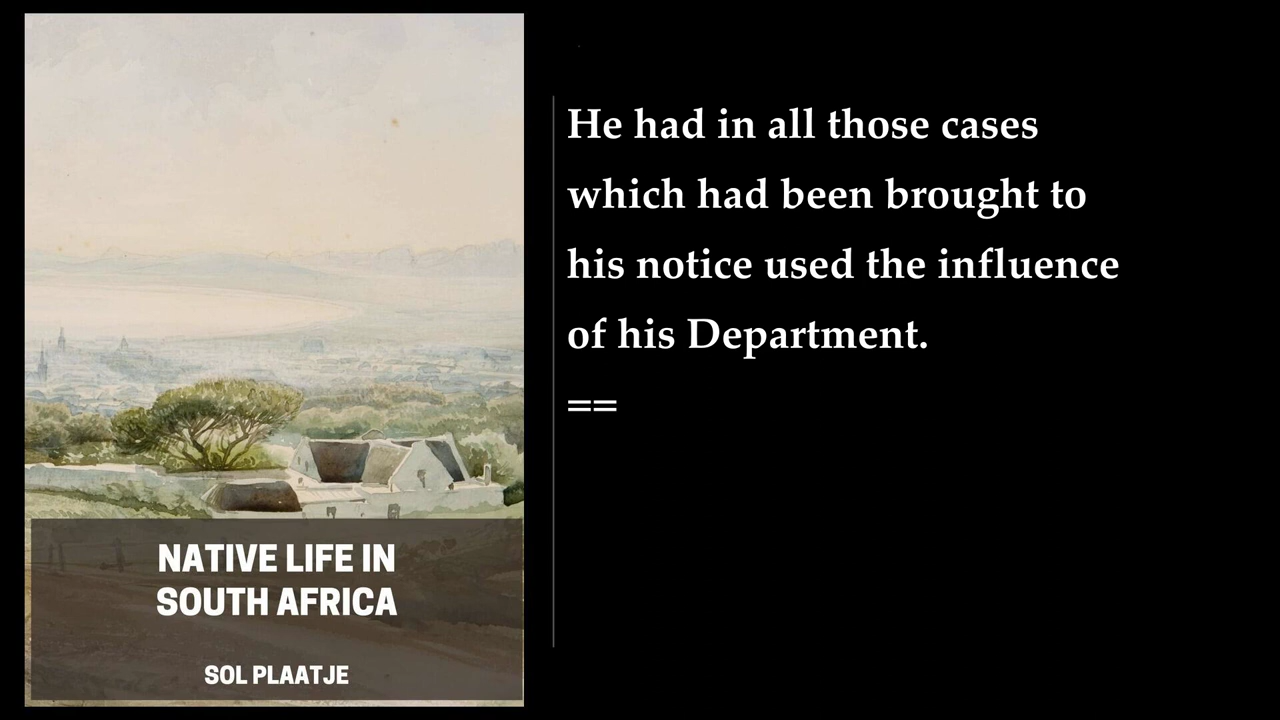 NATIVE LIFE IN
SOUTH AFRICA
SOL PLAATJE
He had in all those cases
which had been brought to
his notice used the influence
of his Department.
==